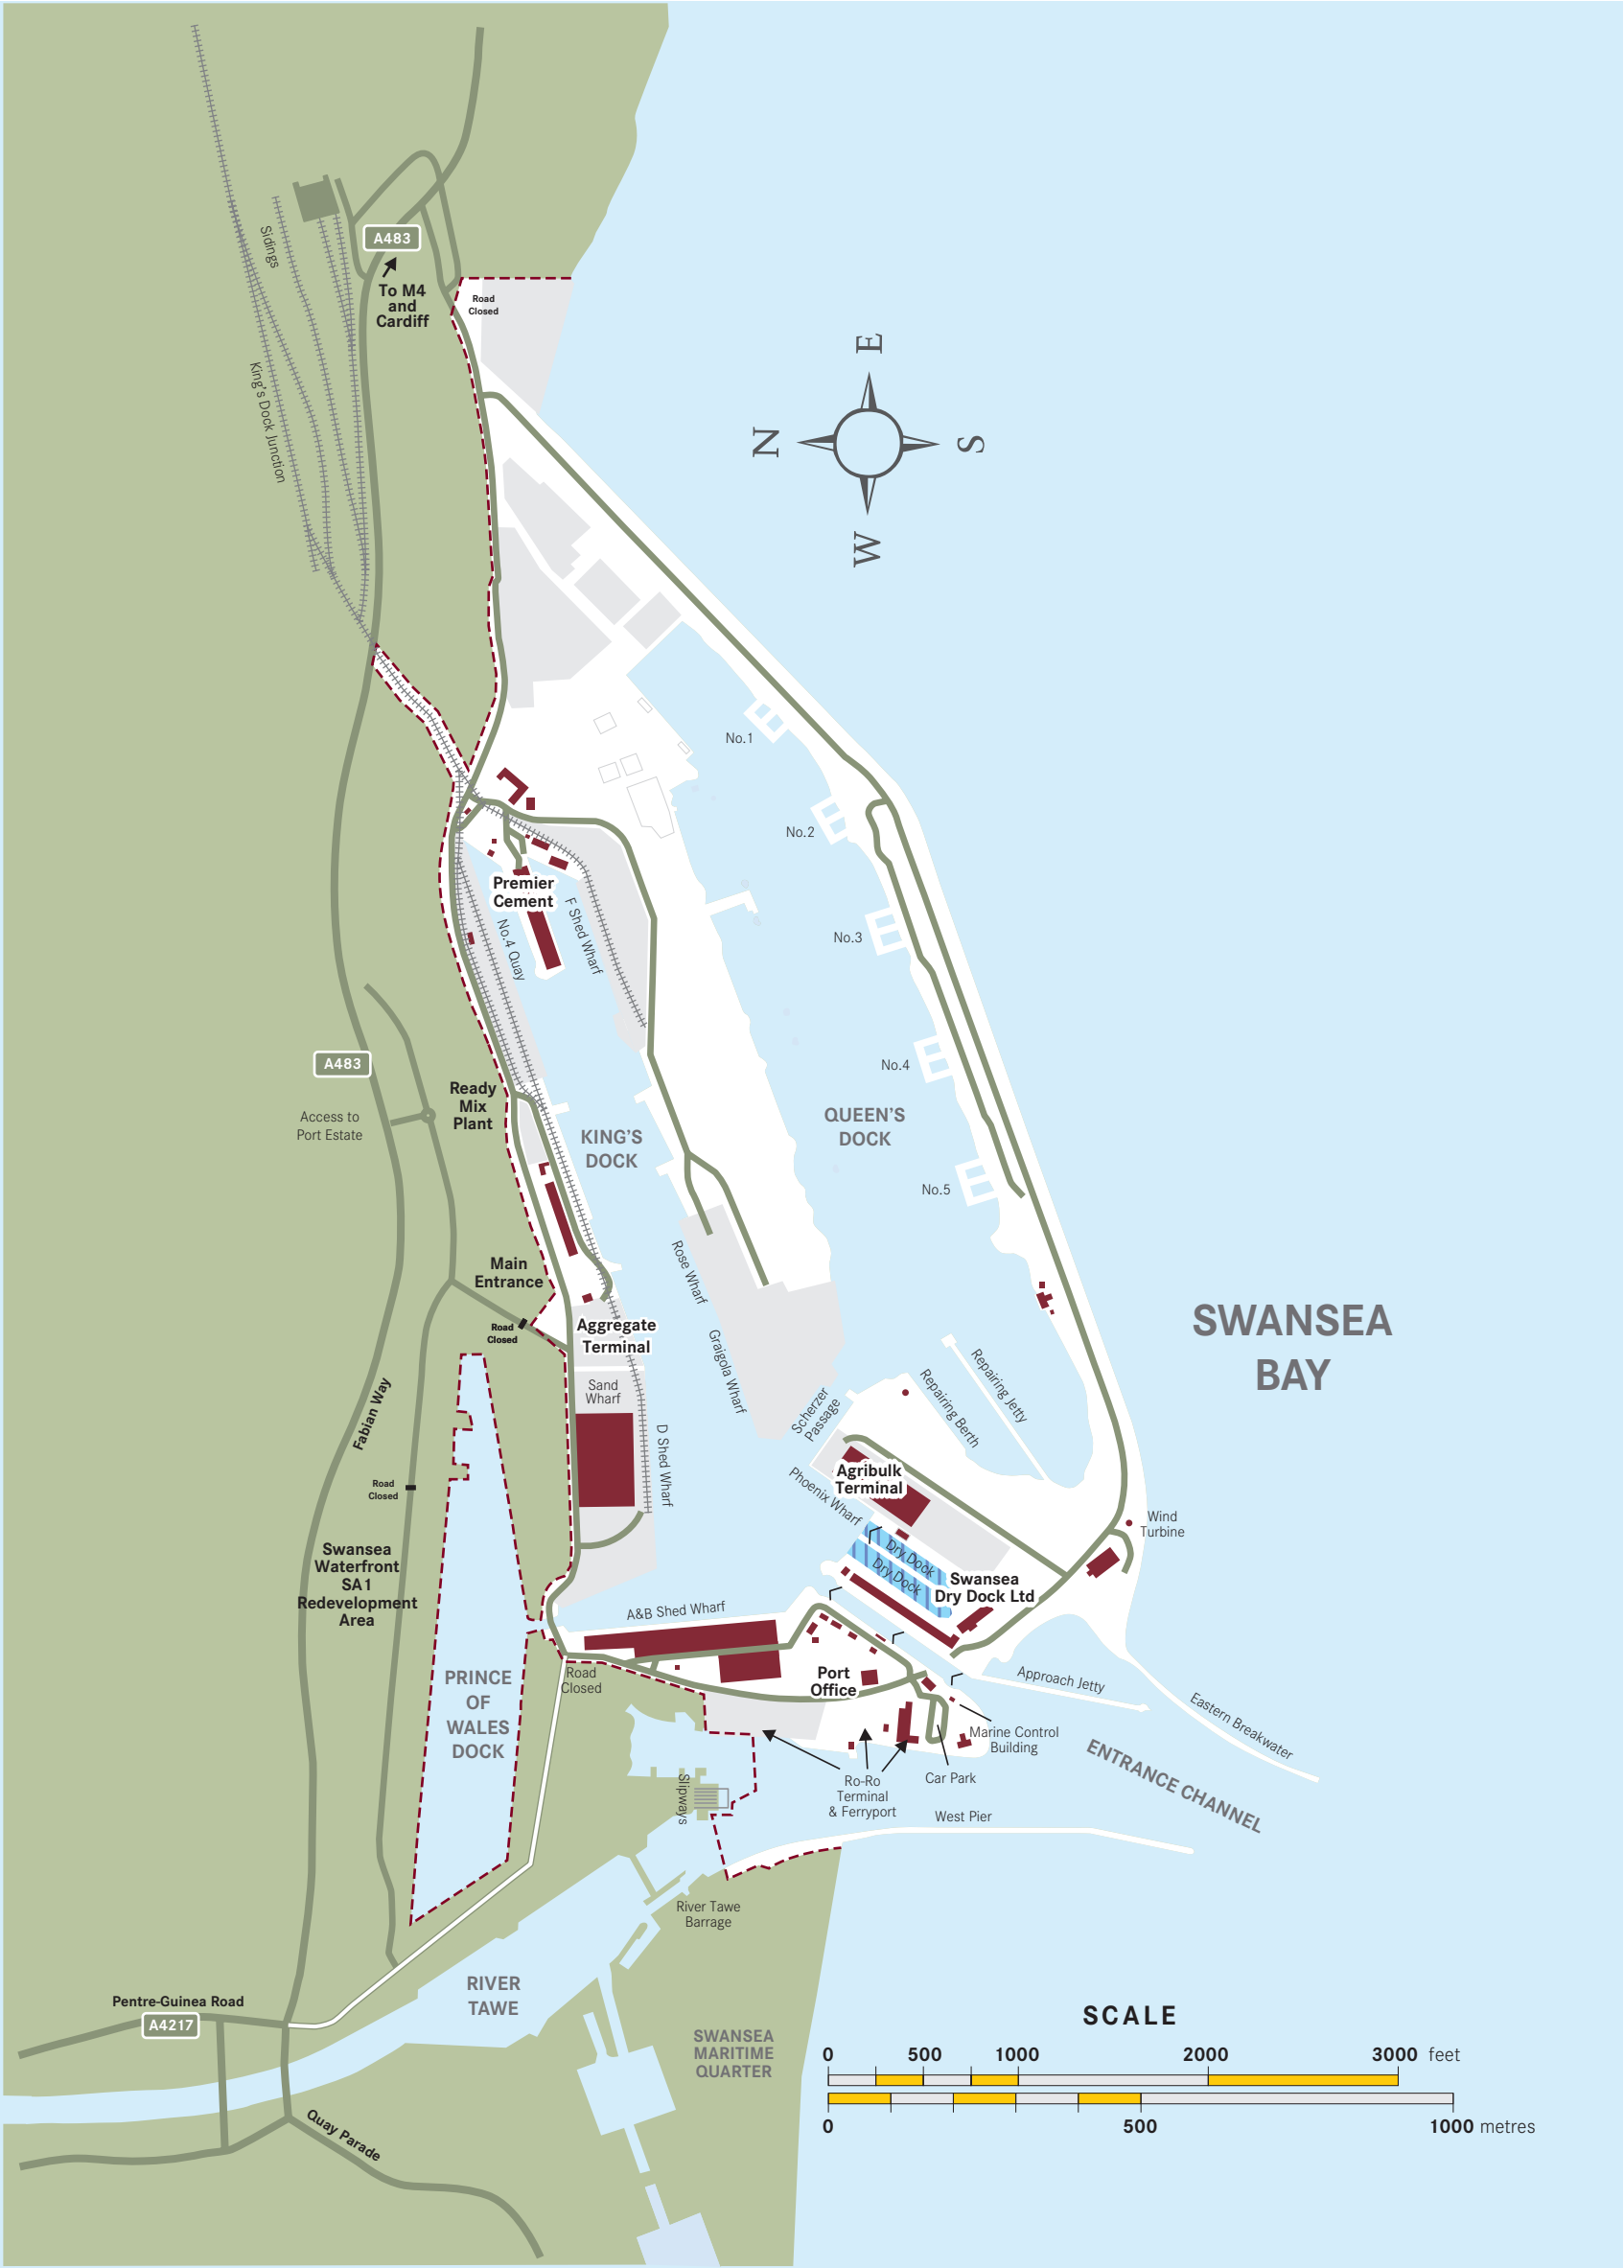 A483
Sidings
To M4
and
Cardiff
Road
Closed
King's Dock Junction
E
N
S
W
No.1
No.2
No.3
No.4
No.5
Premier
Cement
No.4 Quay
F Shed Wharf
A483
Ready
Mix
Plant
Access to
Port Estate
KING'S
DOCK
QUEEN'S
DOCK
Main
Entrance
Road
Closed
Rose Wharf
Aggregate
Terminal
SWANSEA
BAY
Graigola Wharf
Repairing Jetty
Repairing Berth
Scherzer
Passage
Sand
Wharf
D Shed Wharf
Fabian Way
Road
Closed
Agribulk
Terminal
Phoenix Wharf
Wind
Turbine
Dry Dock
Dry Dock
Swansea
Dry Dock Ltd
Swansea
Waterfront
SA1
Redevelopment
Area
A&B Shed Wharf
Road
Closed
Port
Office
PRINCE
OF
WALES
DOCK
Approach Jetty
Eastern Breakwater
Marine Control
Building
ENTRANCE CHANNEL
Car Park
Ro-Ro
Terminal
& Ferryport
Slipways
West Pier
River Tawe
Barrage
RIVER
TAWE
Pentre-Guinea Road
A4217
SWANSEA
MARITIME
QUARTER
Quay Parade
SCALE
0 500 1000 2000 3000 feet
0 500 1000 metres